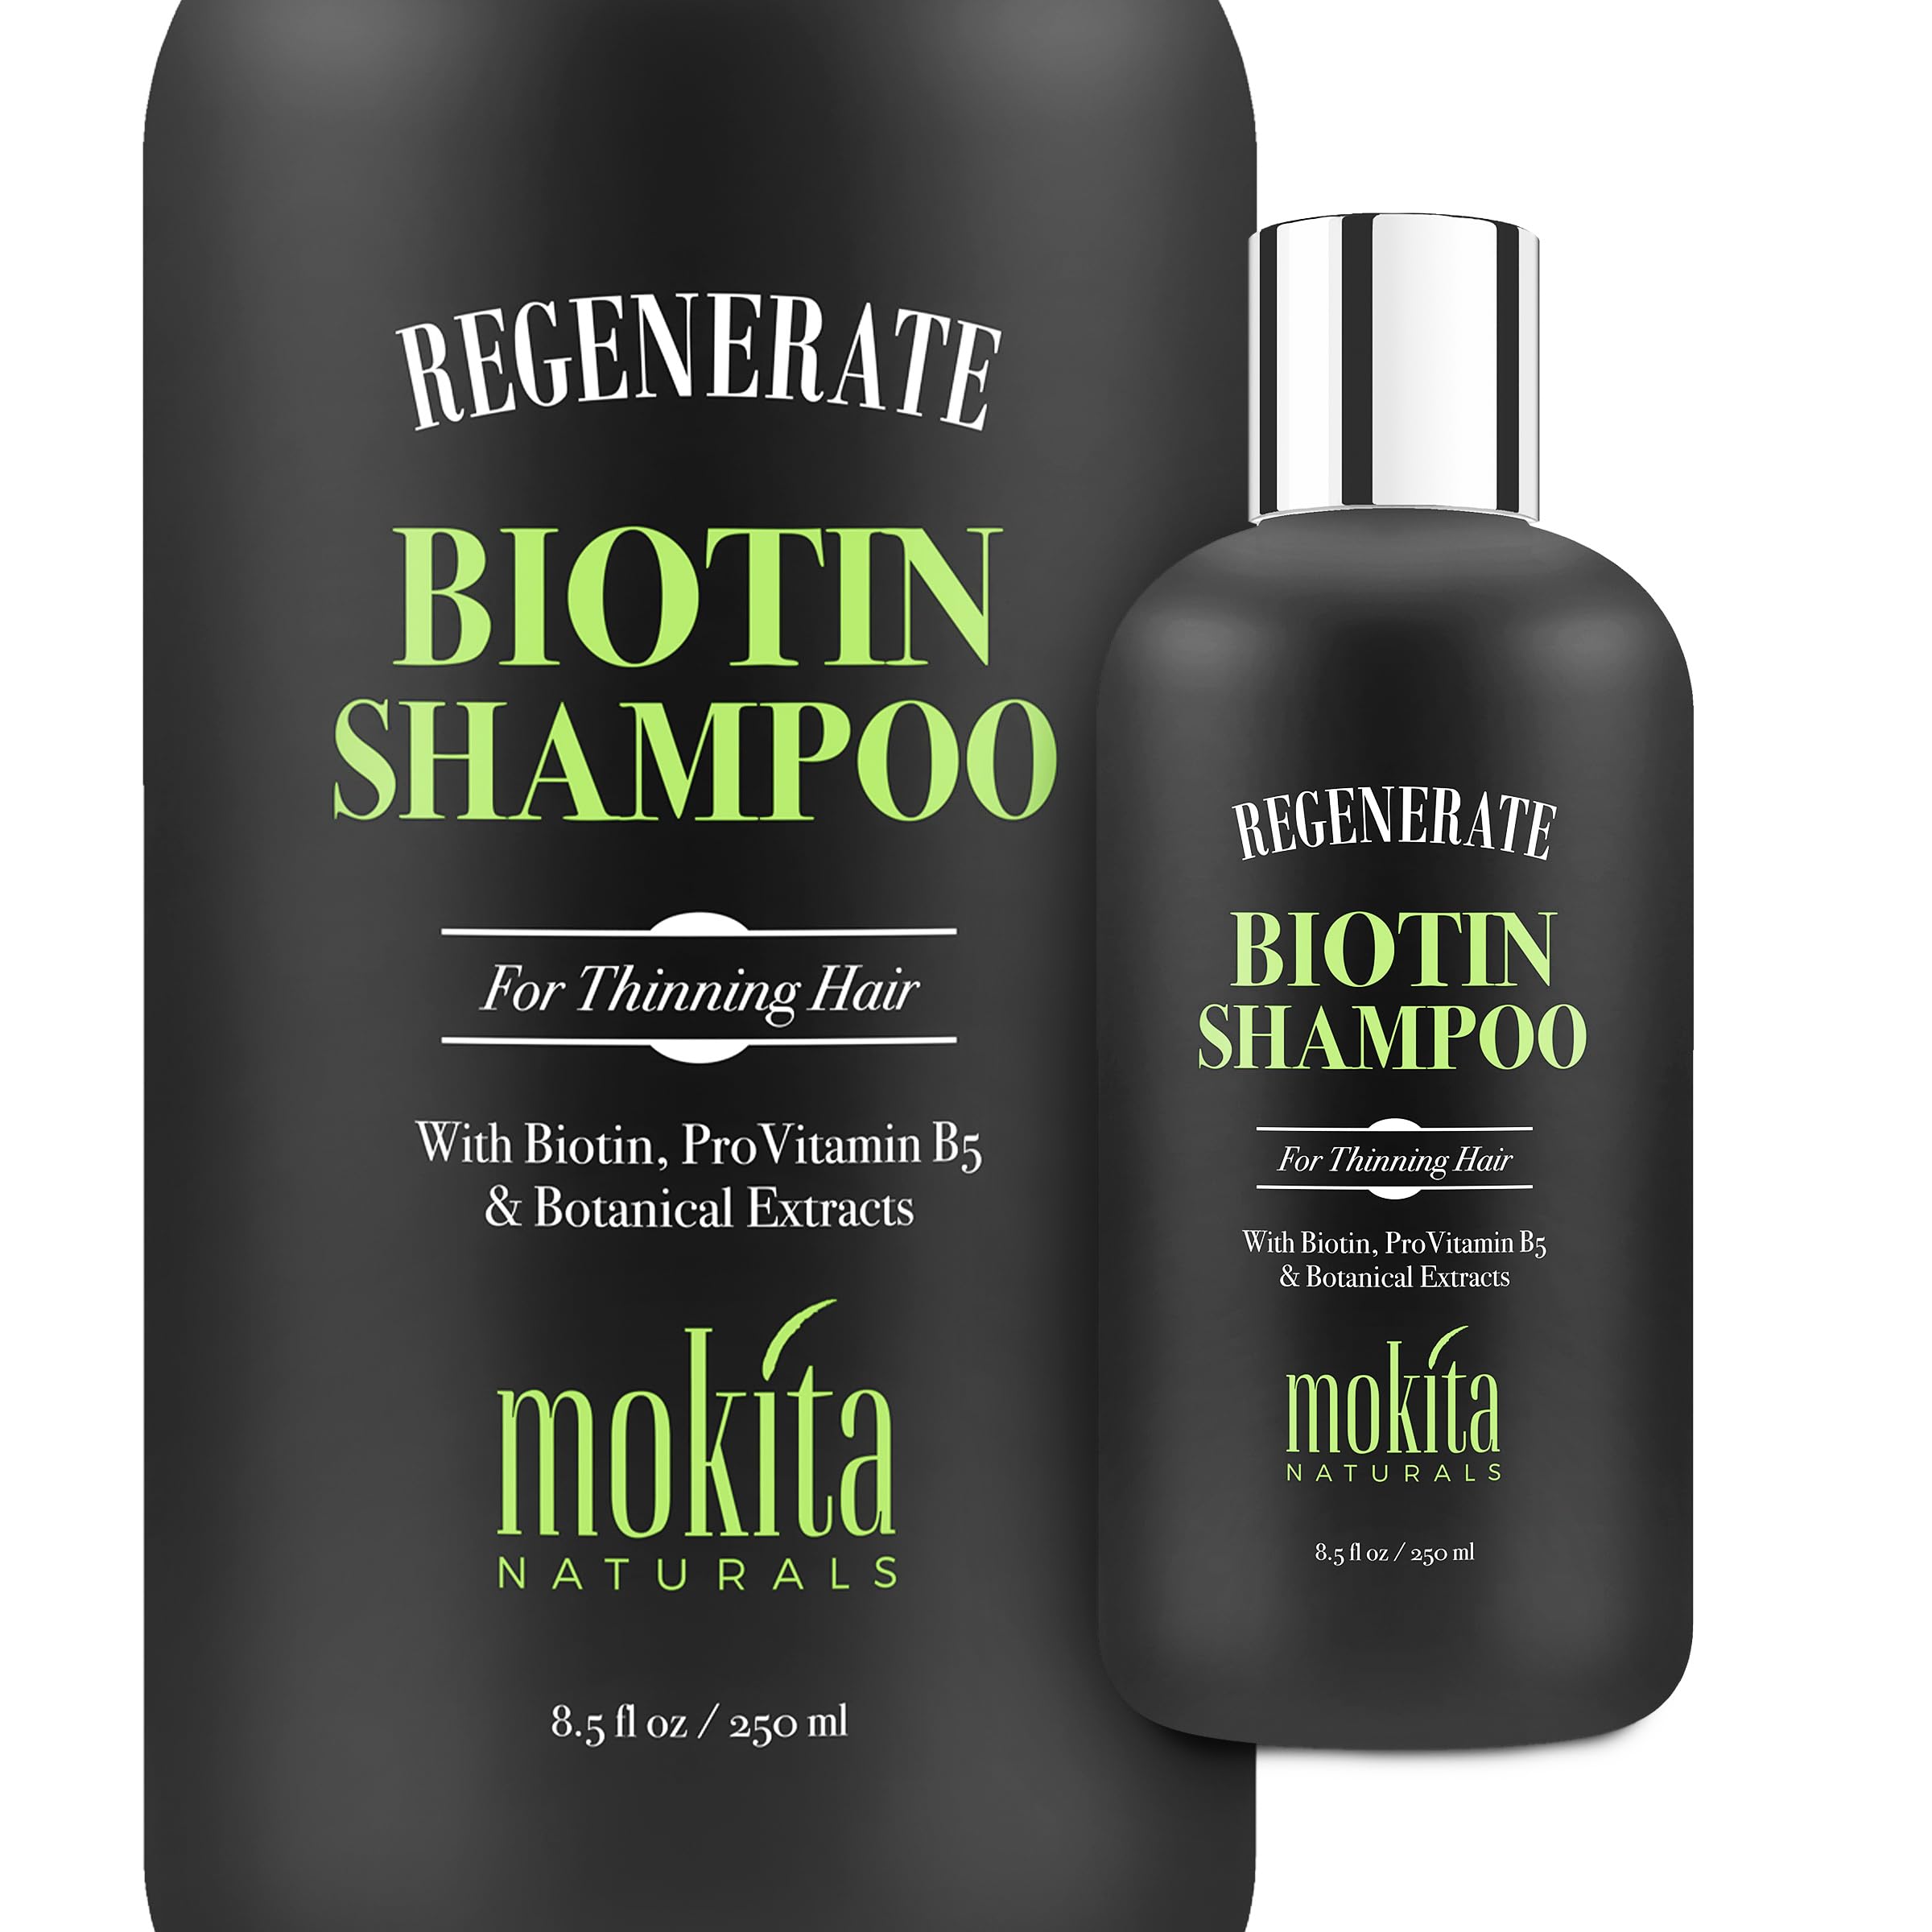 REGENERATE
BIOTIN
SHAMPOO
For Thinning Hair
With Biotin, ProVitamin B5
& Botanical Extracts
mokita
NATURALS
8.5 fl oz / 250 ml
REGENERATE
BIOTIN
SHAMPOO
For Thinning Hair
With Biotin, ProVitamin B5
& Botanical Extracts
mokita
NATURALS
8.5 fl oz / 250 ml